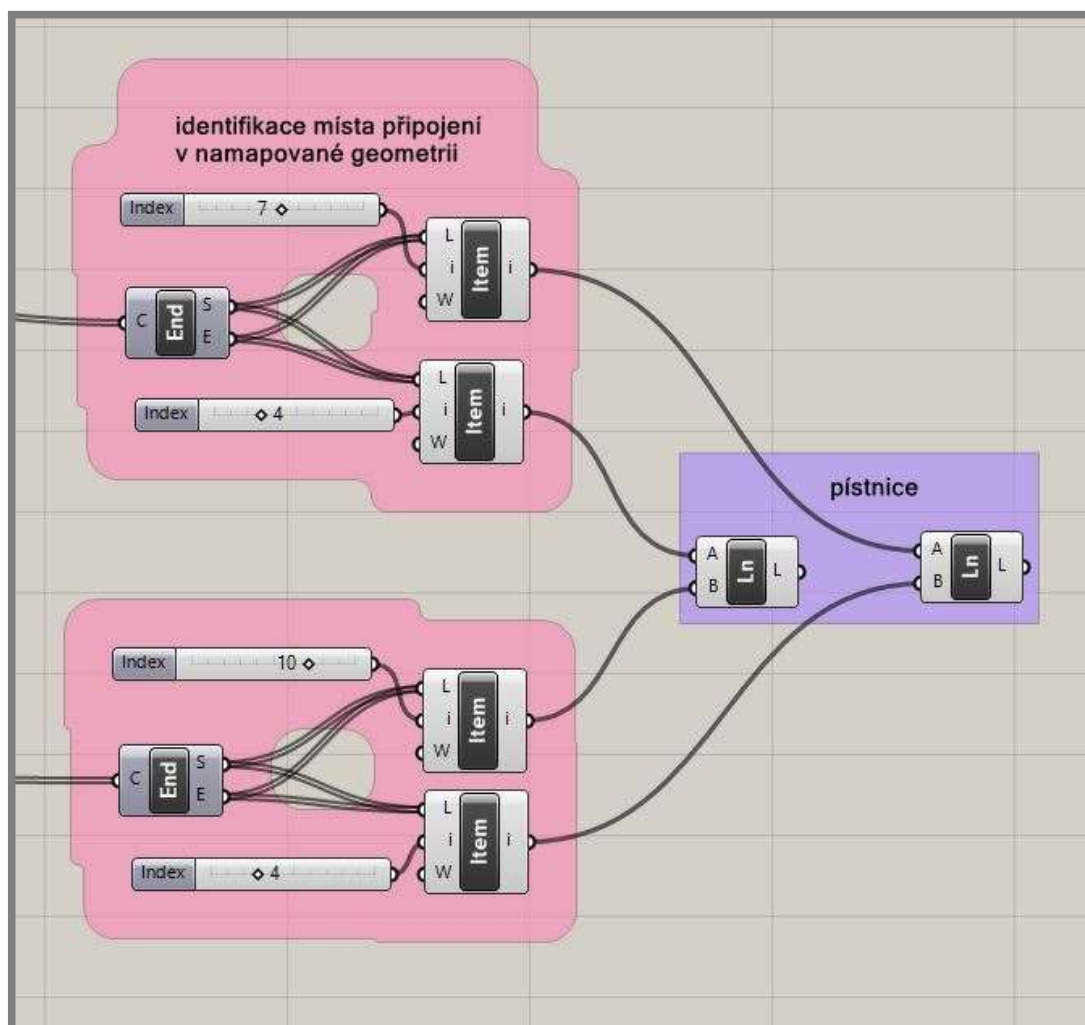 identifikace místa připojení
v namapované geometrii
Index 7
L
i Item i
W
C End S
E
L
Index 4
i Item i
W
pístnice
A
B Ln L
A
B Ln L
Index 10
L
i Item i
W
C End S
E
L
i Item i
W
Index 4